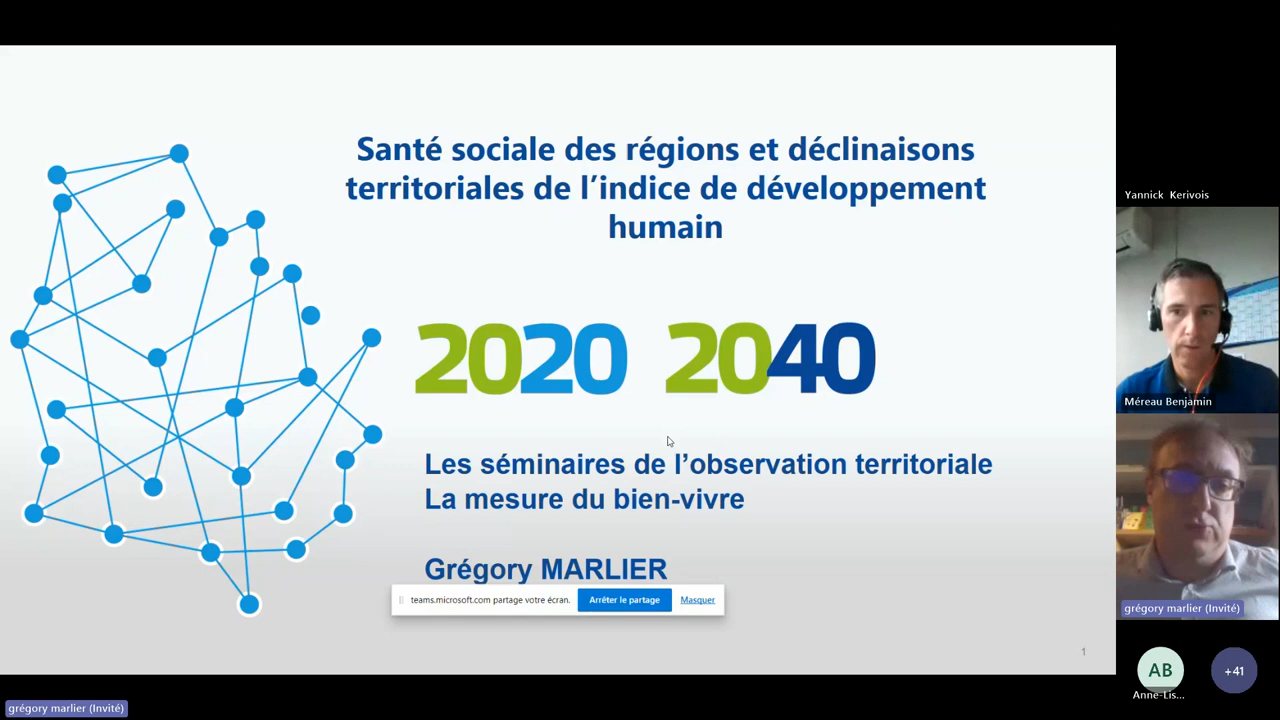 Santé sociale des régions et déclinaisons
territoriales de l’indice de développement
humain
2020 2040
Les séminaires de l’observation territoriale
La mesure du bien-vivre
Grégory MARLIER
teams.microsoft.com partage votre écran.
Arrêter le partage
Masquer
1
Yannick Kerivois
Méreau Benjamin
grégory marlier (Invité)
AB
Anne-Lis...
+41
grégory marlier (Invité)